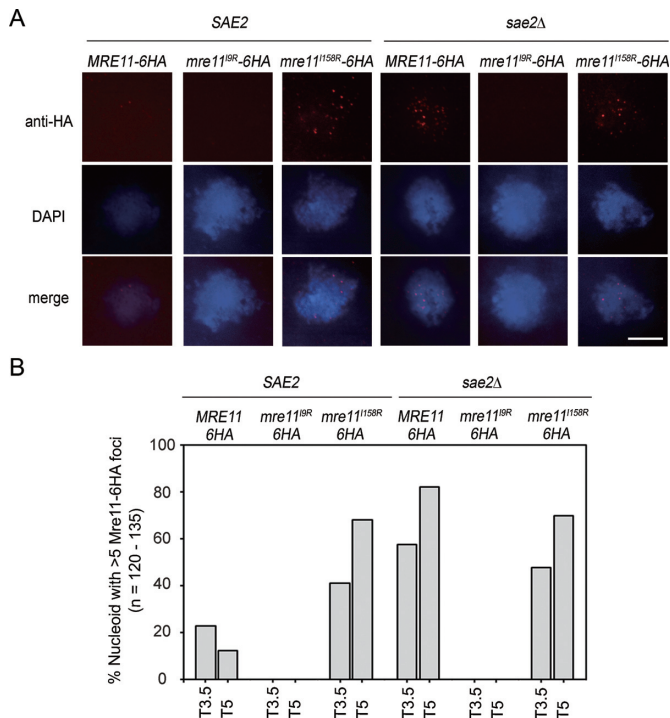 A
SAE2 sae2Δ
MRE11-6HA mre11I9R-6HA mre11I158R-6HA MRE11-6HA mre11I9R-6HA mre11I158R-6HA
anti-HA
DAPI
merge
B
SAE2 sae2Δ
MRE11 mre11I9R mre11I158R MRE11 mre11I9R mre11I158R
6HA 6HA 6HA 6HA 6HA 6HA
% Nucleoid with >5 Mre11-6HA foci
(n = 120 - 135)
100
80
60
40
20
0
T3.5 T5 T3.5 T5 T3.5 T5 T3.5 T5 T3.5 T5 T3.5 T5